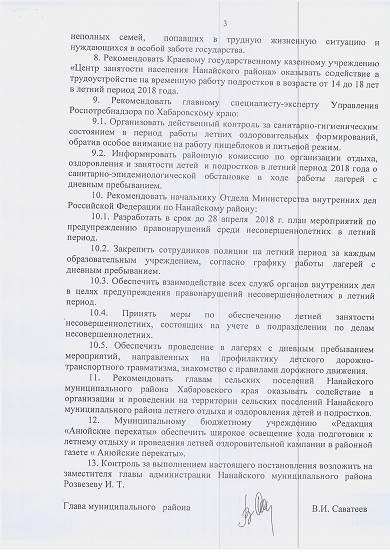 3
неполных семей, попавших в трудную жизненную ситуацию и
нуждающихся в особой заботе государства.
8. Рекомендовать Краевому государственному казенному учреждению
«Центр занятости населения Нанайского района» оказывать содействие в
трудоустройстве на временную работу подростков в возрасте от 14 до 18 лет
в летний период 2018 года.
9. Рекомендовать главному специалисту-эксперту Управления
Роспотребнадзора по Хабаровскому краю:
9.1. Организовать действенный контроль за санитарно-гигиеническим
состоянием в период работы летних оздоровительных формирований,
обратив особое внимание на работу пищеблоков и питьевой режим.
9.2. Информировать районную комиссию по организации отдыха,
оздоровления и занятости детей и подростков в летний период 2018 года о
санитарно-эпидемиологической обстановке в ходе работы лагерей с
дневным пребыванием.
10. Рекомендовать начальнику Отдела Министерства внутренних дел
Российской Федерации по Нанайскому району:
10.1. Разработать в срок до 28 апреля 2018 г. план мероприятий по
предупреждению правонарушений среди несовершеннолетних в летний
период.
10.2. Закрепить сотрудников полиции на летний период за каждым
образовательным учреждением, согласно графику работы лагерей с
дневным пребыванием.
10.3. Обеспечить взаимодействие всех служб органов внутренних дел
в целях предупреждения правонарушений несовершеннолетних в летний
период.
10.4. Принять меры по обеспечению летней занятости
несовершеннолетних, состоящих на учете в подразделении по делам
несовершеннолетних.
10.5. Обеспечить проведение в лагерях с дневным пребыванием
мероприятий, направленных на профилактику детского дорожно-
транспортного травматизма, знакомство с правилами дорожного движения.
11. Рекомендовать главам сельских поселений Нанайского
муниципального района Хабаровского края оказывать содействие в
организации и проведении на территории сельских поселений Нанайского
муниципального района летнего отдыха и оздоровления детей и подростков.
12. Муниципальному бюджетному учреждению «Редакция
«Анюйские перекаты» обеспечить широкое освещение хода подготовки к
летнему отдыху и проведения летней оздоровительной кампании в районной
газете « Анюйские перекаты».
13. Контроль за выполнением настоящего постановления возложить на
заместителя главы администрации Нанайского муниципального района
Розвезеву И. Т.
Глава муниципального района В.И. Саватеев